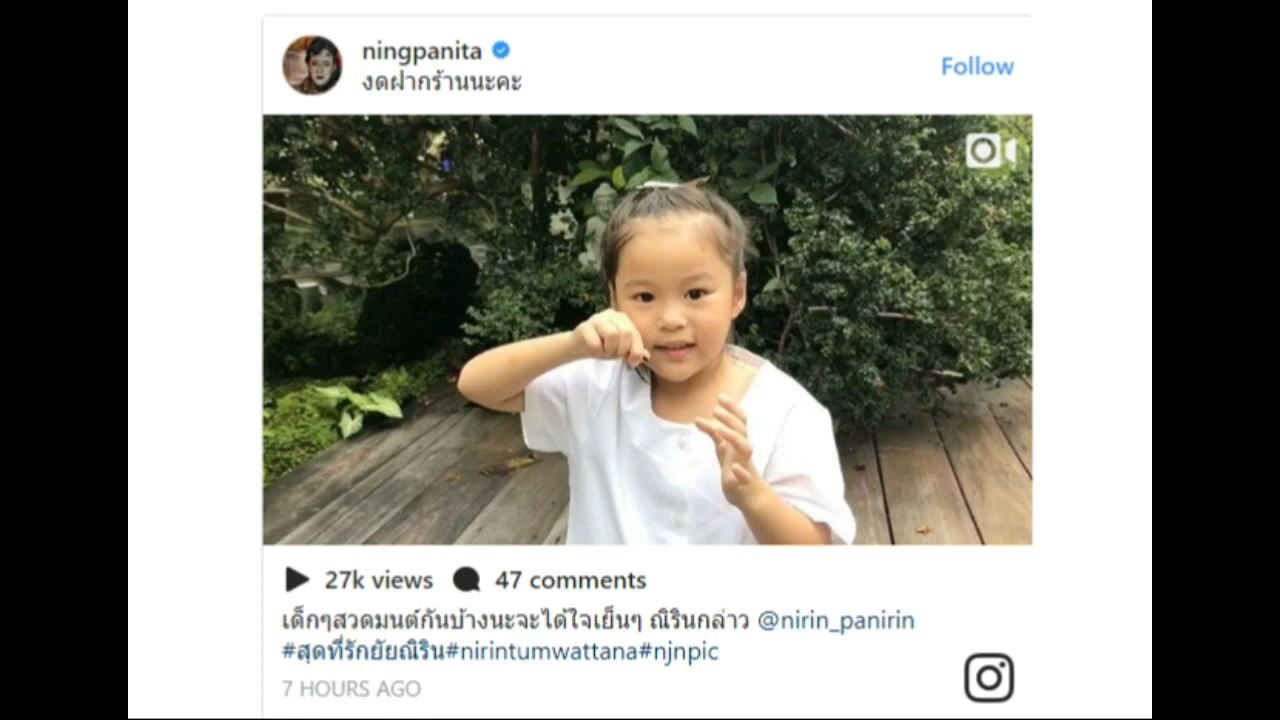 ningpanita
งดฝากร้านนะคะ
Follow
27k views 47 comments
เด็กๆสวดมนต์กันบ้างนะจะได้ใจเย็นๆ ณิรินกล่าว @nirin_panirin
#สุดที่รักยัยณิริน#nirintumwattana#njnpic
7 HOURS AGO